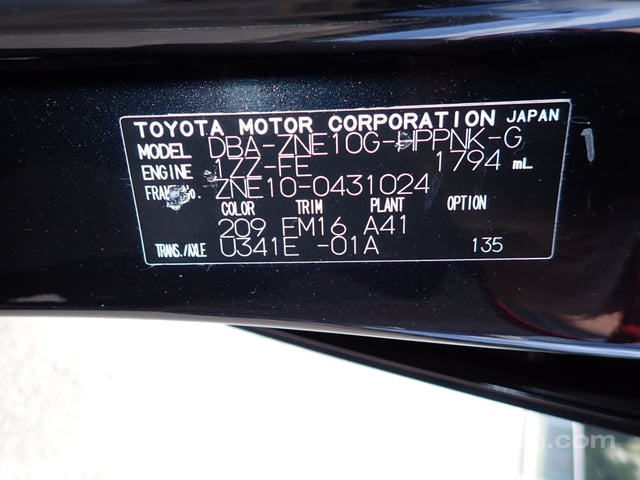 TOYOTA MOTOR CORPORATION JAPAN
MODEL DBA-ZNE10G-HPPNK-G
ENGINE 1ZZ-FE 1794 mL
ZNE10-0431024
COLOR TRIM PLANT OPTION
209 FM16 A41
TRANS./AXLE U341E -01A 135
1